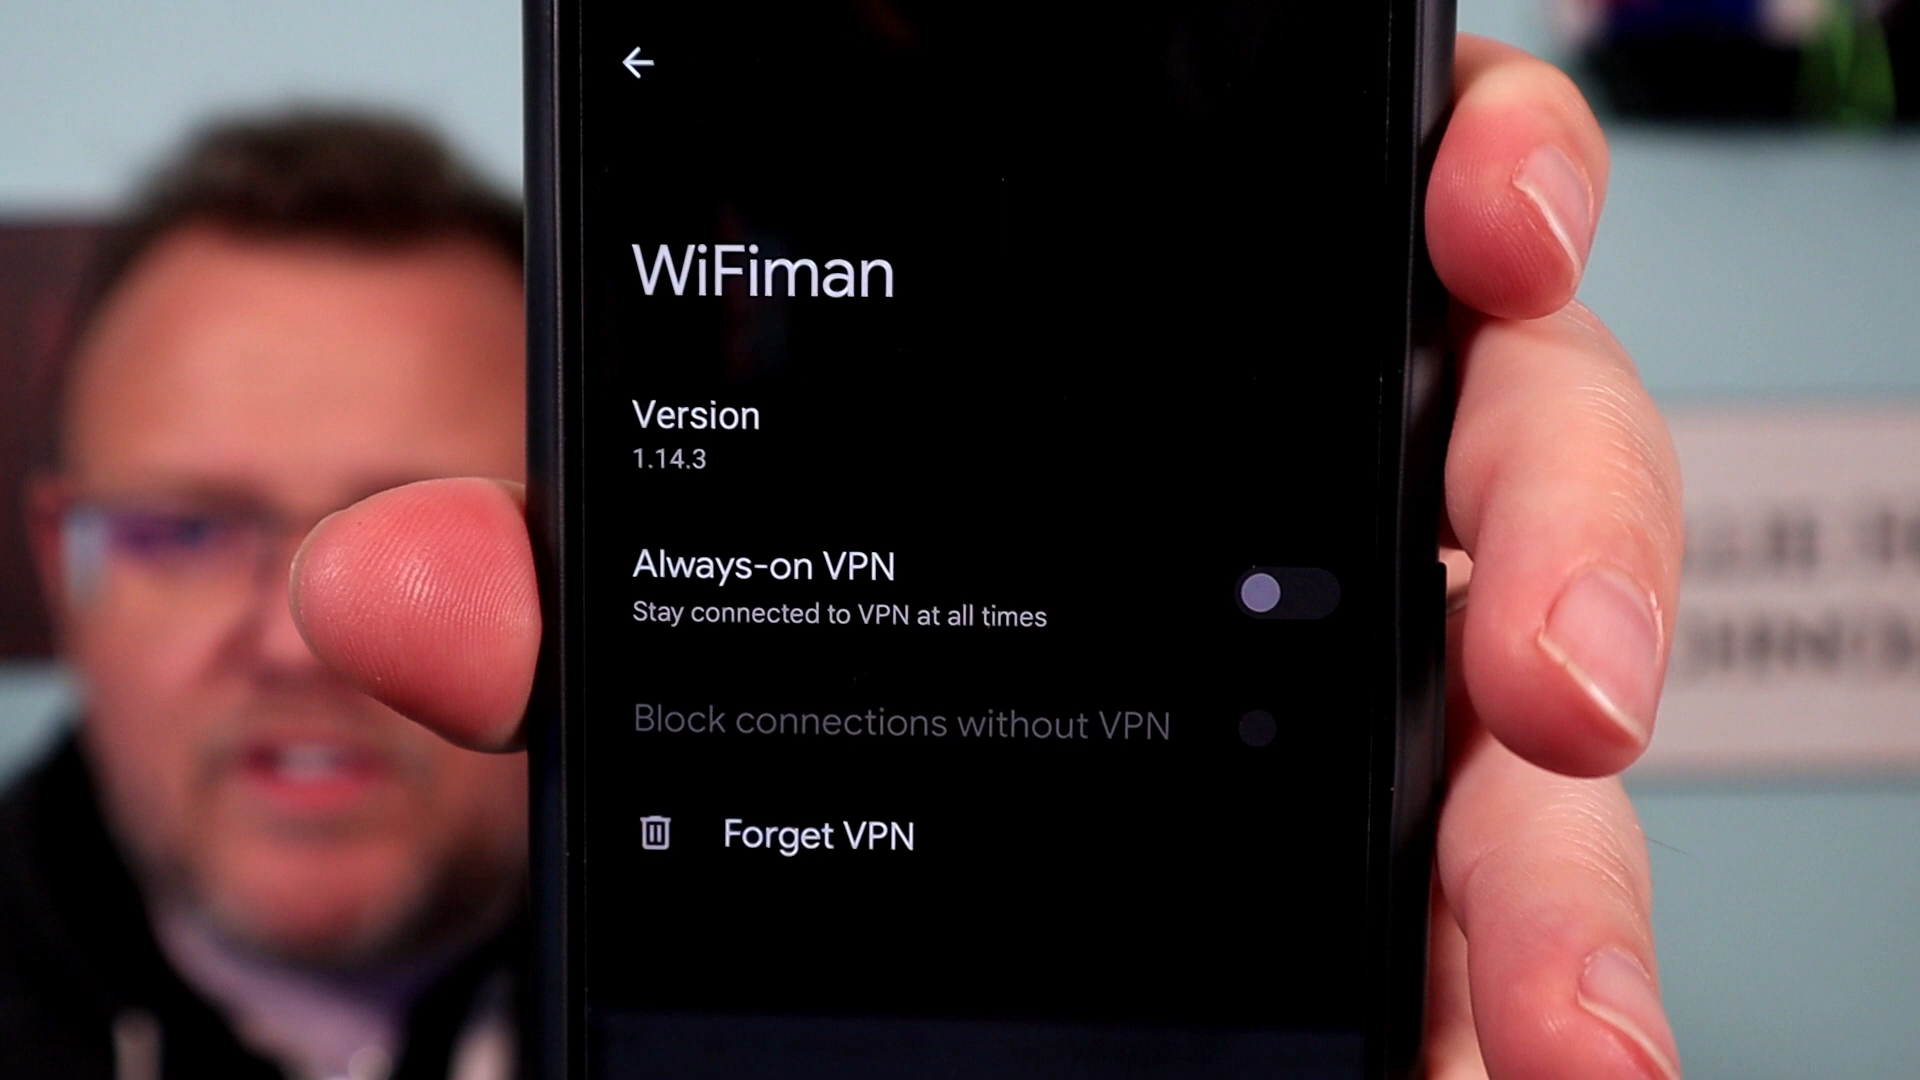 WiFiman
Version
1.14.3
Always-on VPN
Stay connected to VPN at all times
Block connections without VPN
Forget VPN